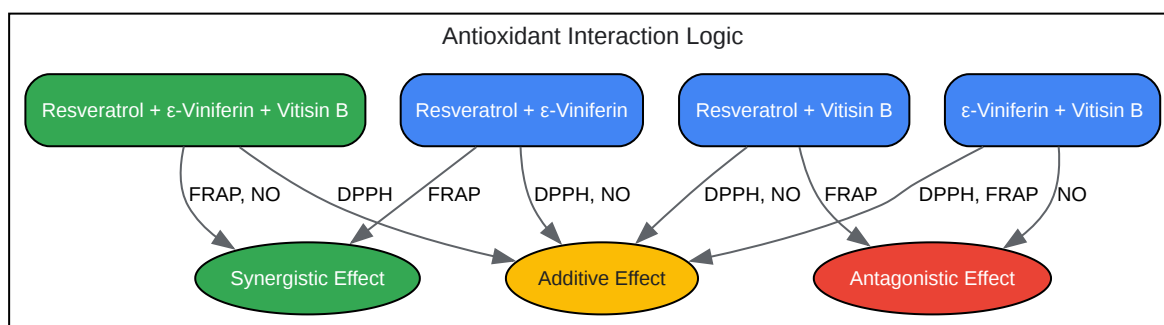 Antioxidant Interaction Logic
Resveratrol + ε-Viniferin + Vitisin B
Resveratrol + ε-Viniferin
Resveratrol + Vitisin B
ε-Viniferin + Vitisin B
FRAP, NO
DPPH
FRAP
DPPH, NO
DPPH, NO
FRAP
DPPH, FRAP
NO
Synergistic Effect
Additive Effect
Antagonistic Effect